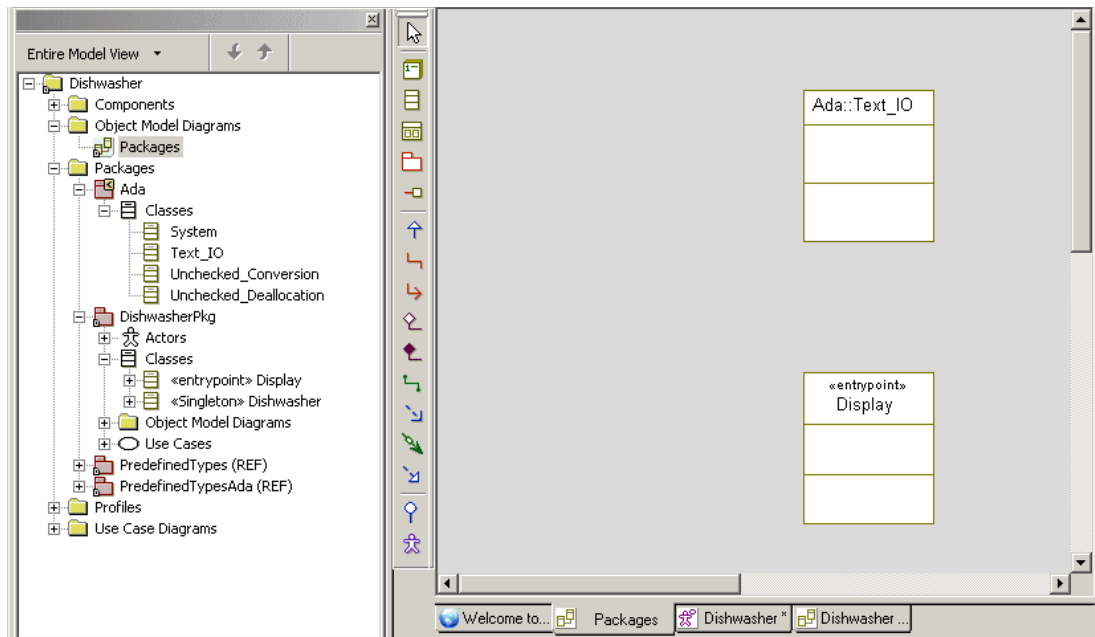 Entire Model View
Dishwasher
Components
Object Model Diagrams
Packages
Packages
Ada
Classes
System
Text_IO
Unchecked_Conversion
Unchecked_Deallocation
DishwasherPkg
Actors
Classes
«entrypoint» Display
«Singleton» Dishwasher
Object Model Diagrams
Use Cases
PredefinedTypes (REF)
PredefinedTypesAda (REF)
Profiles
Use Case Diagrams
Ada::Text_IO
«entrypoint»
Display
Welcome to... Packages Dishwasher * Dishwasher ...